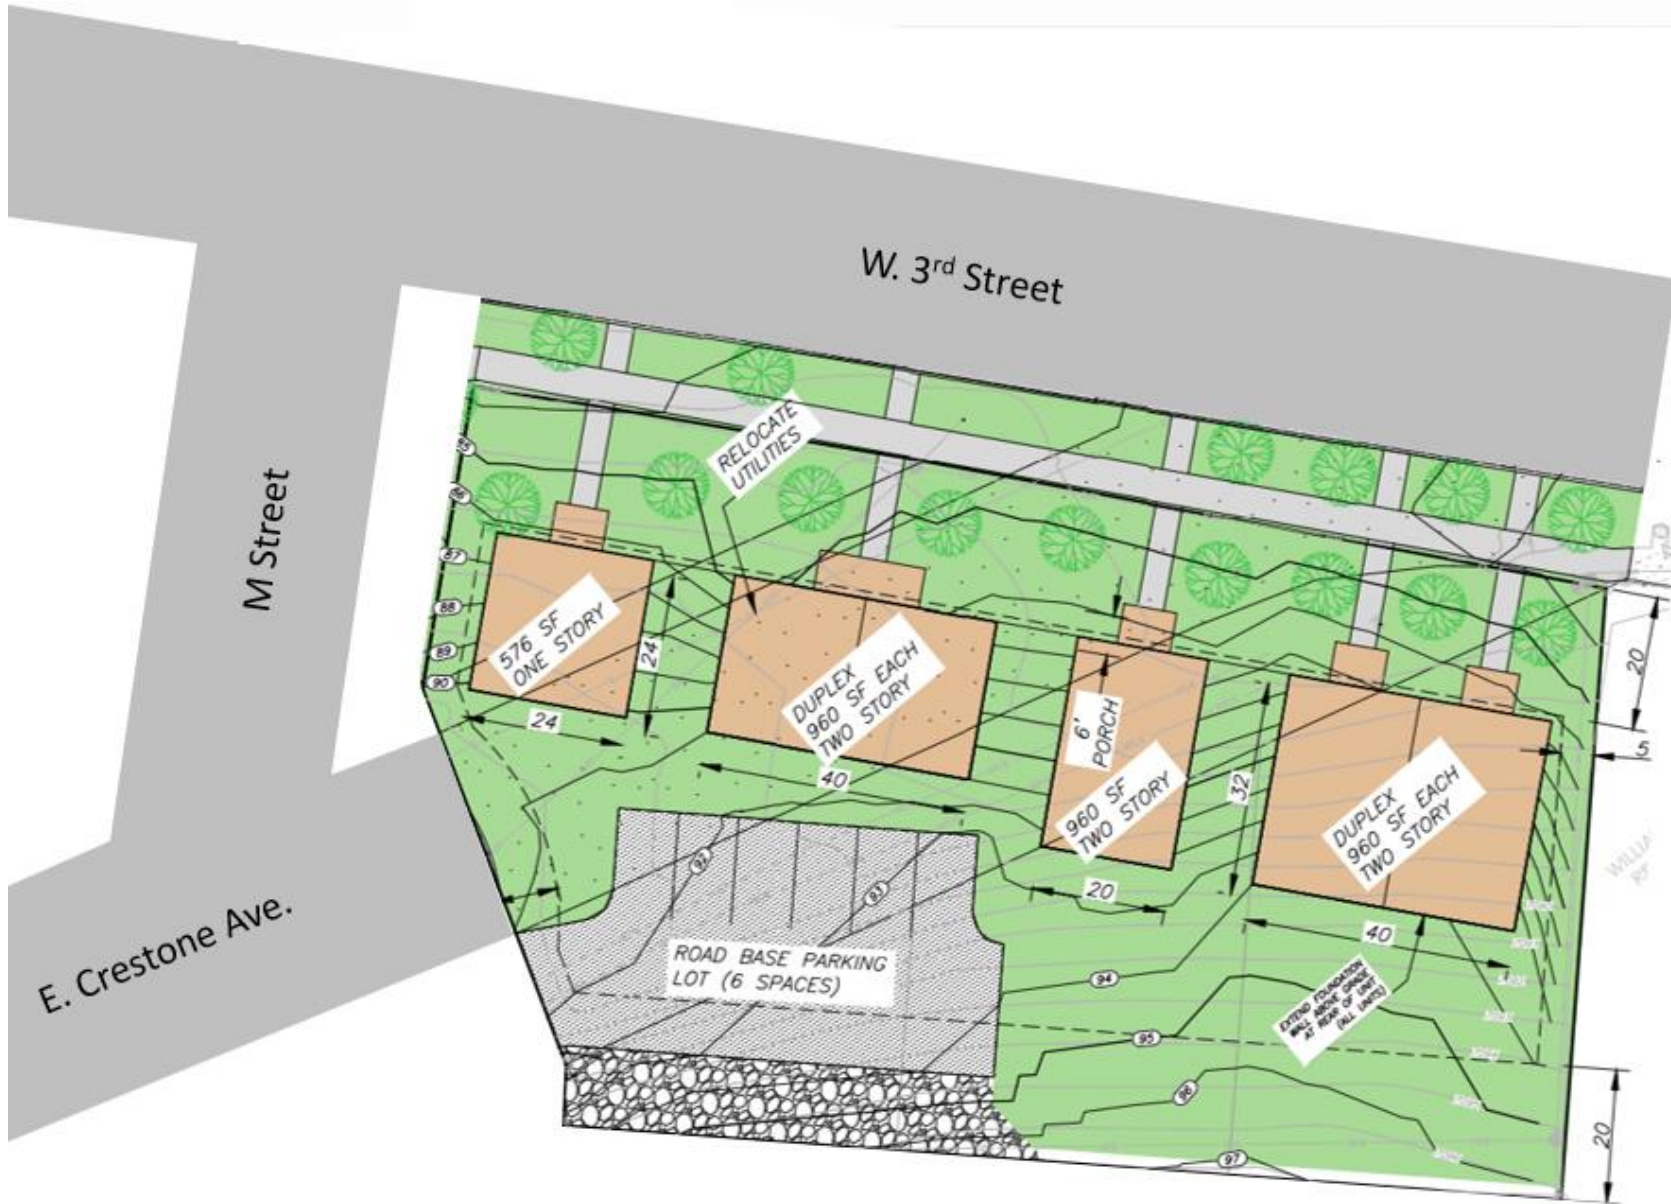 W. 3rd Street
M Street
E. Crestone Ave.
RELOCATE
UTILITIES
85
86
87
88
89
90
576 SF
ONE STORY
24
24
DUPLEX
960 SF EACH
TWO STORY
40
6'
PORCH
960 SF
TWO STORY
20
32
DUPLEX
960 SF EACH
TWO STORY
40
20
5
92
93
ROAD BASE PARKING
LOT (6 SPACES)
94
95
96
97
EXTEND FOUNDATION
WALL ABOVE GRADE
AT REAR OF UNIT
(ALL UNITS)
20